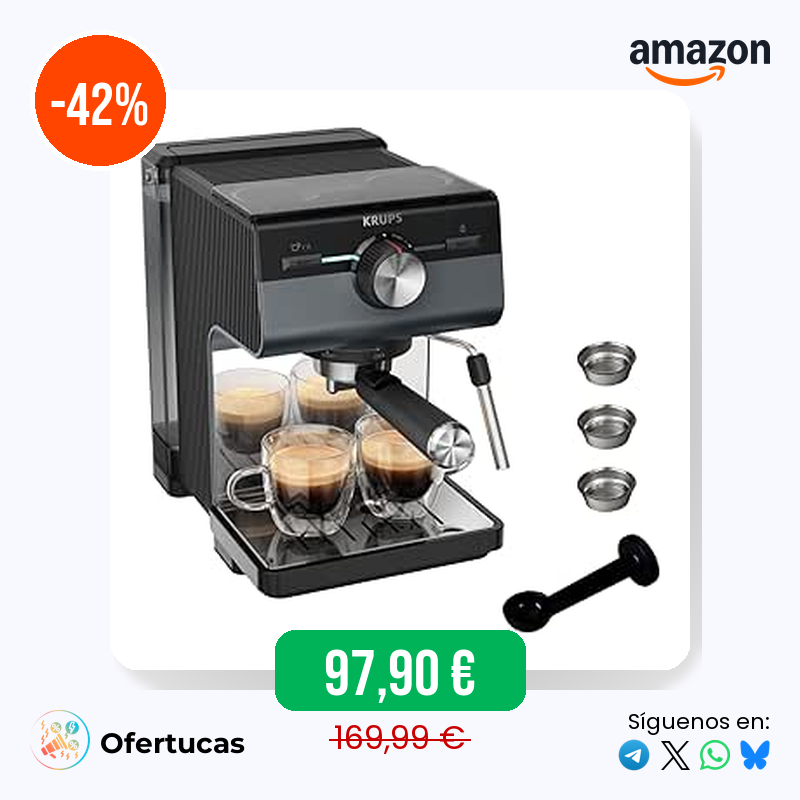 -42%
amazon
KRUPS
97,90 €
169,99 €
Ofertucas
Síguenos en: